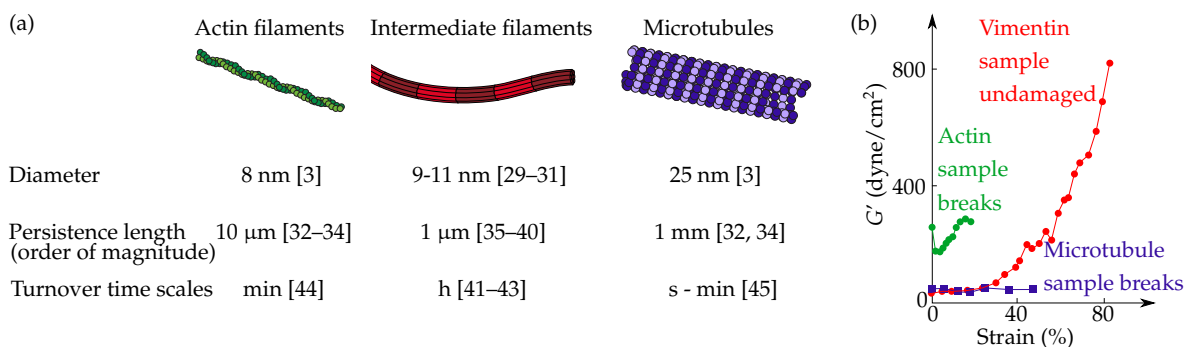 (a)
Actin filaments Intermediate filaments Microtubules
Diameter 8 nm [3] 9-11 nm [29–31] 25 nm [3]
Persistence length 10 μm [32–34] 1 μm [35–40] 1 mm [32, 34]
(order of magnitude)
Turnover time scales min [44] h [41–43] s - min [45]
(b)
Vimentin
sample
undamaged
Actin
sample
breaks
Microtubule
sample breaks
G′ (dyne/cm²)
800
400
0
0 40 80
Strain (%)